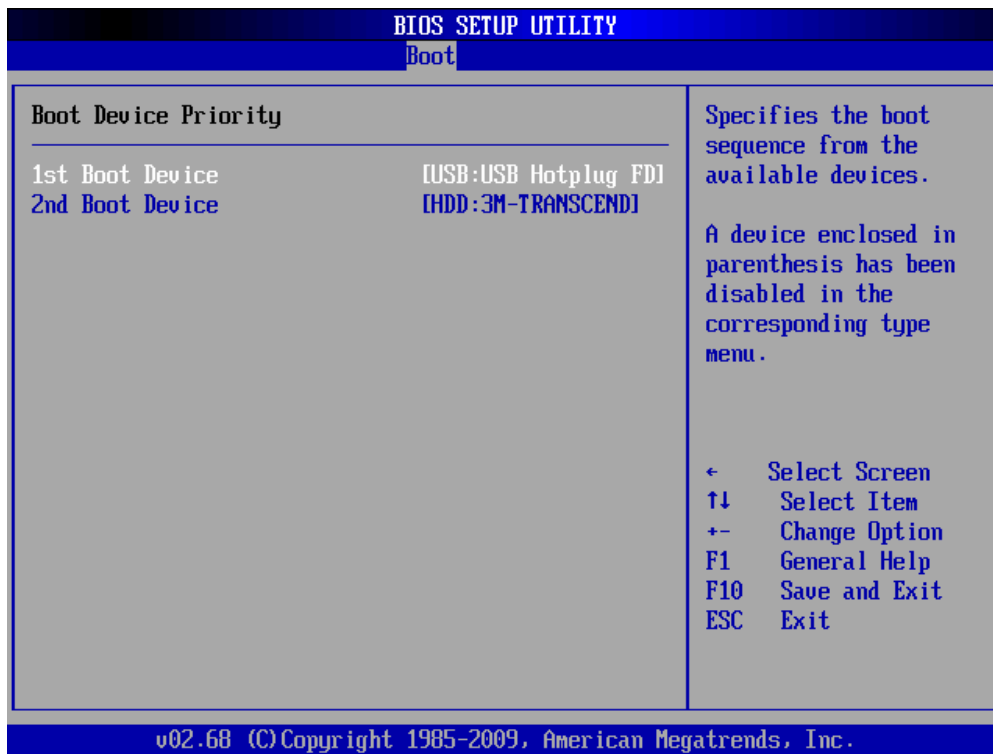 BIOS SETUP UTILITY
Boot
Boot Device Priority
1st Boot Device [USB:USB Hotplug FD]
2nd Boot Device [HDD:3M-TRANSCEND]
Specifies the boot
sequence from the
available devices.
A device enclosed in
parenthesis has been
disabled in the
corresponding type
menu.
← Select Screen
↑↓ Select Item
+- Change Option
F1 General Help
F10 Save and Exit
ESC Exit
v02.68 (C)Copyright 1985-2009, American Megatrends, Inc.